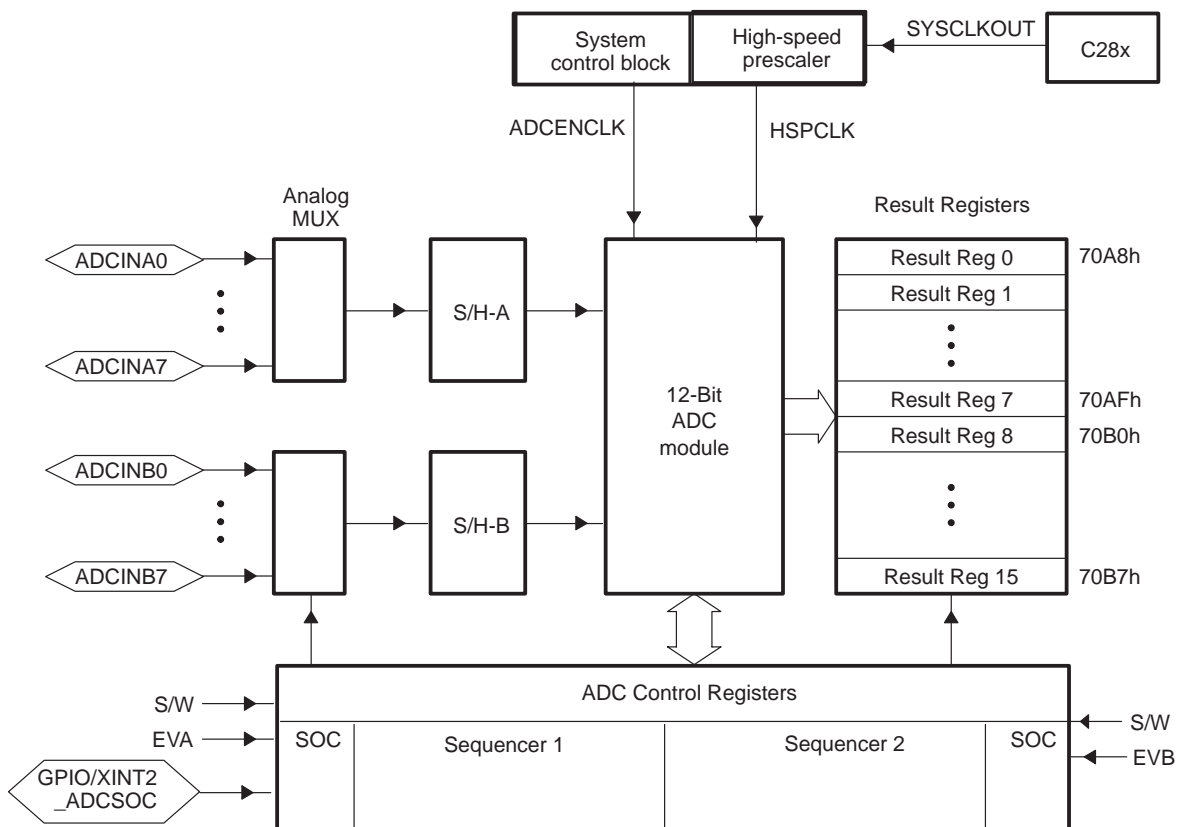 System
control block
High-speed
prescaler
SYSCLKOUT
C28x
ADCENCLK
HSPCLK
Analog
MUX
Result Registers
ADCINA0
ADCINA7
S/H-A
12-Bit
ADC
module
Result Reg 0
70A8h
Result Reg 1
Result Reg 7
70AFh
Result Reg 8
70B0h
ADCINB0
ADCINB7
S/H-B
Result Reg 15
70B7h
ADC Control Registers
S/W
EVA
GPIO/XINT2
_ADCSOC
SOC
Sequencer 1
Sequencer 2
SOC
S/W
EVB